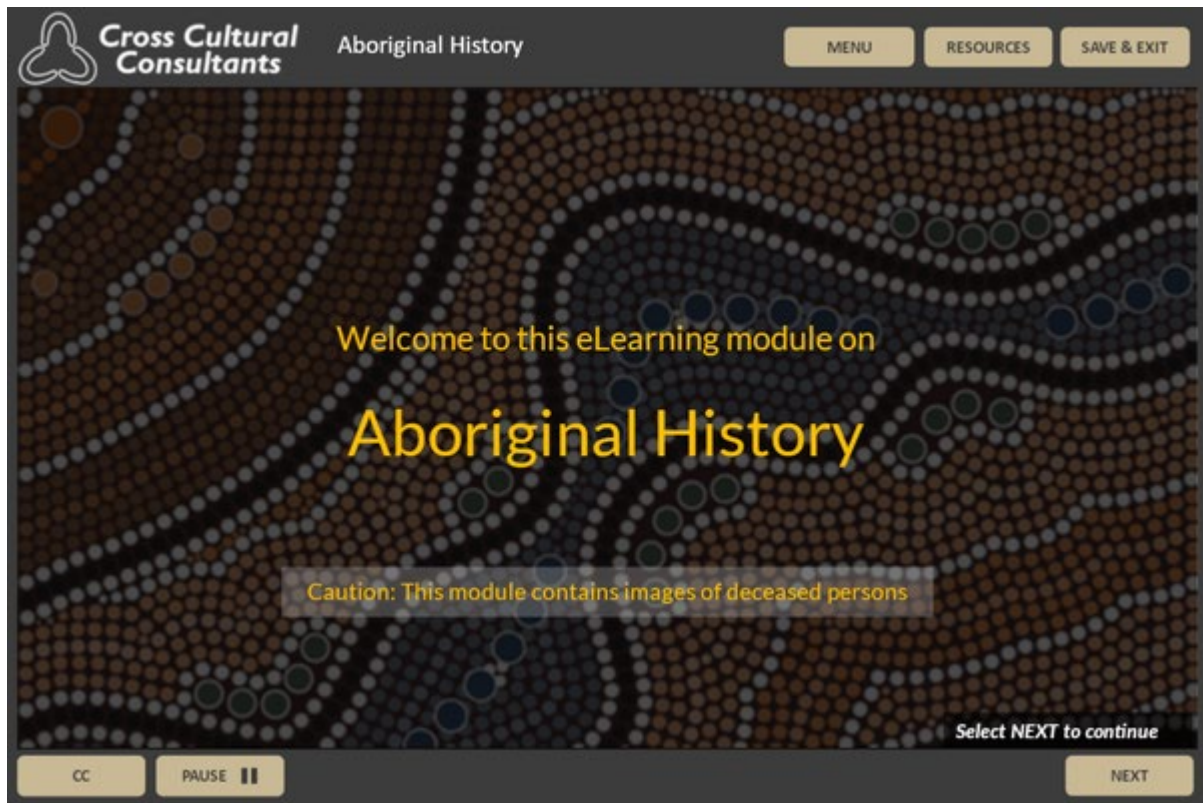 Cross Cultural
Consultants
Aboriginal History
MENU
RESOURCES
SAVE & EXIT
Welcome to this eLearning module on
Aboriginal History
Caution: This module contains images of deceased persons
Select NEXT to continue
CC
PAUSE
NEXT